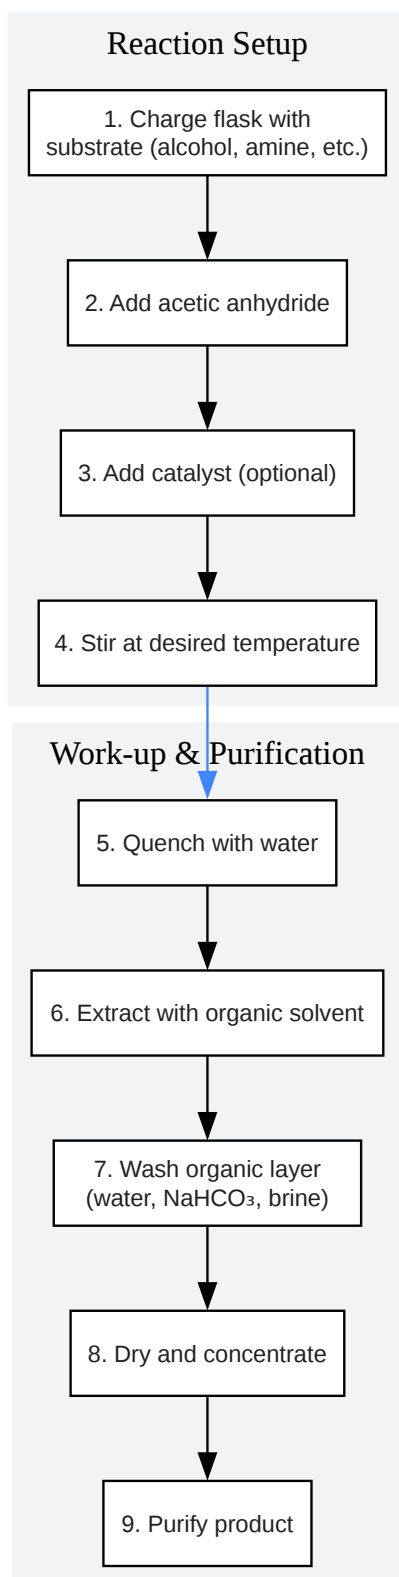 Reaction Setup
1. Charge flask with
substrate (alcohol, amine, etc.)
2. Add acetic anhydride
3. Add catalyst (optional)
4. Stir at desired temperature
Work-up & Purification
5. Quench with water
6. Extract with organic solvent
7. Wash organic layer
(water, NaHCO₃, brine)
8. Dry and concentrate
9. Purify product